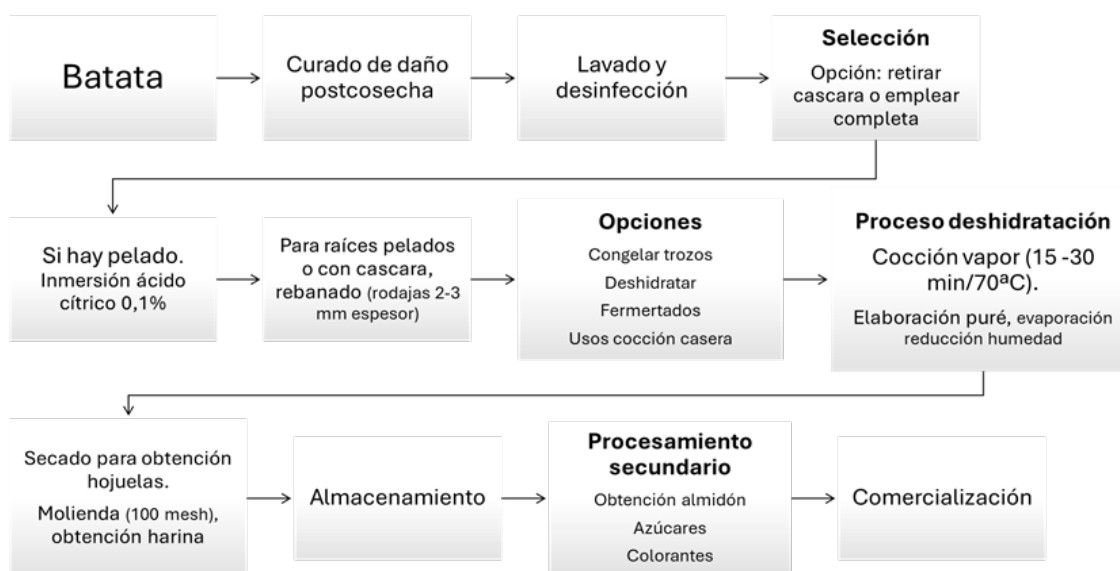 Batata
Curado de daño
postcosecha
Lavado y
desinfección
Selección
Opción: retirar
cascara o emplear
completa
Si hay pelado.
Inmersión ácido
cítrico 0,1%
Para raíces pelados
o con cascara,
rebanado (rodajas 2-3
mm espesor)
Opciones
Congelar trozos
Deshidratar
Fermertados
Usos cocción casera
Proceso deshidratación
Cocción vapor (15 -30
min/70ªC).
Elaboración puré, evaporación
reducción humedad
Secado para obtención
hojuelas.
Molienda (100 mesh),
obtención harina
Almacenamiento
Procesamiento
secundario
Obtención almidón
Azúcares
Colorantes
Comercialización